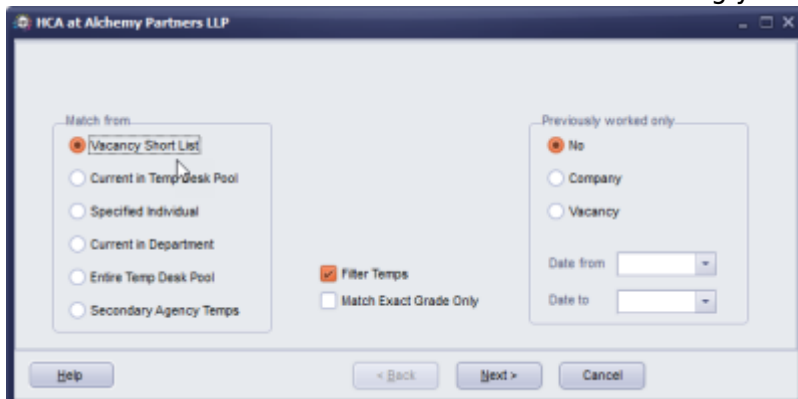 HCA at Alchemy Partners LLP
Match from
Vacancy Short List
Current in Temp Desk Pool
Specified Individual
Current in Department
Entire Temp Desk Pool
Secondary Agency Temps
Filter Temps
Match Exact Grade Only
Previously worked only
No
Company
Vacancy
Date from
Date to
Help
< Back
Next >
Cancel